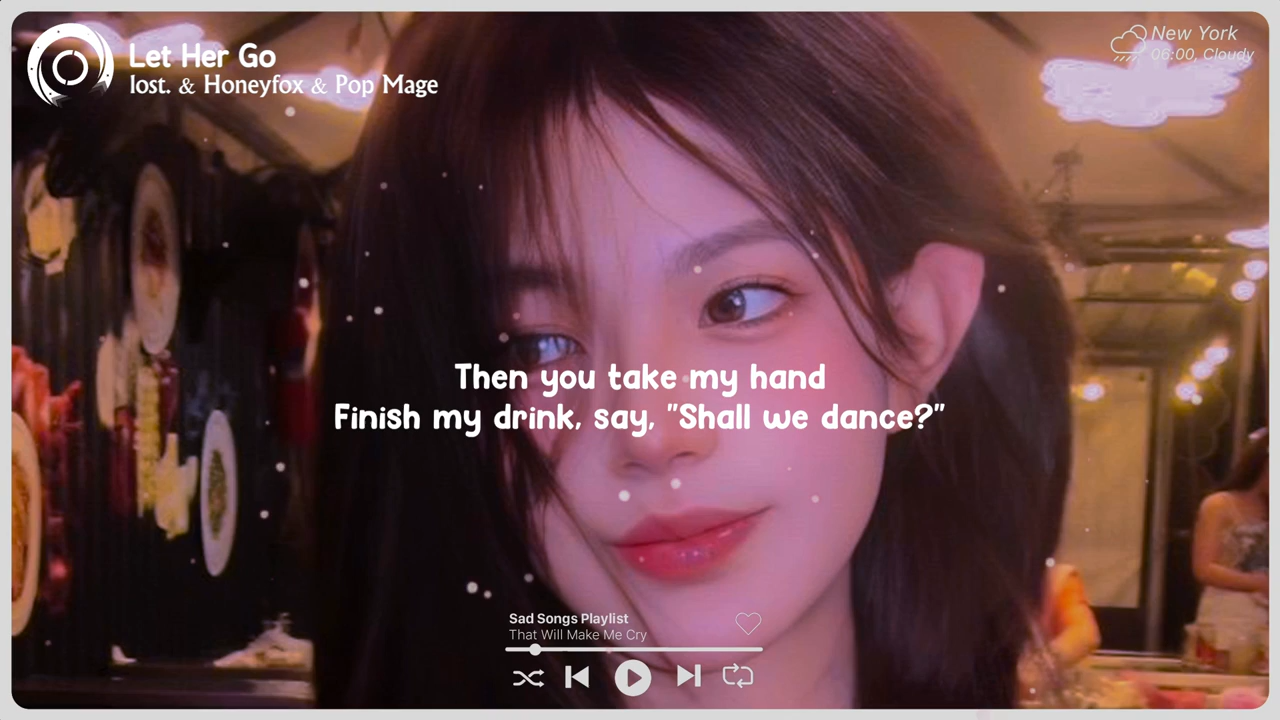 Let Her Go
lost. & Honeyfox & Pop Mage
New York
06:00, Cloudy
Then you take my hand
Finish my drink, say, "Shall we dance?"
Sad Songs Playlist
That Will Make Me Cry